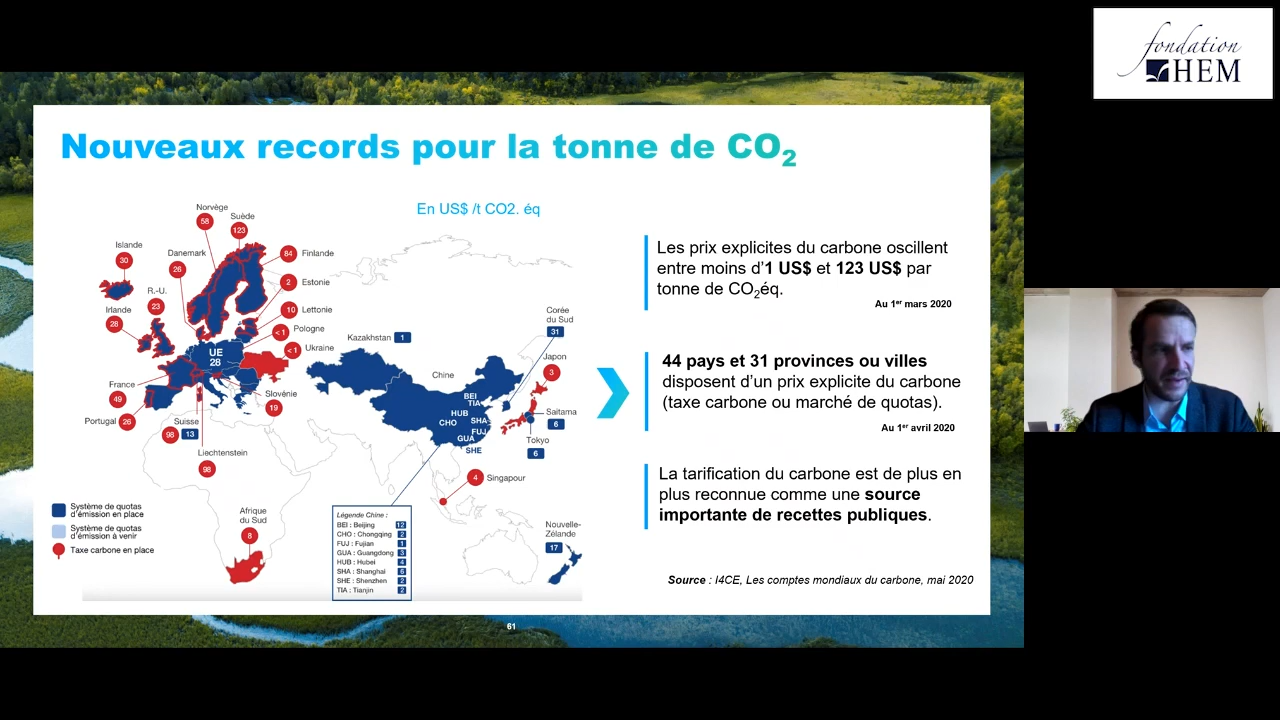 fondation
HEM
Nouveaux records pour la tonne de CO₂
En US$ /t CO2. éq
Norvège
58
Suède
123
Islande
30
Danemark
26
84
Finlande
R.-U.
23
2
Estonie
Irlande
28
10
Lettonie
< 1
Pologne
< 1
Ukraine
UE
28
France
49
Slovénie
19
Portugal
26
Suisse
98
13
Liechtenstein
98
Kazakhstan
1
Chine
BEI
TIA
HUB
CHO
SHA
FUJ
GUA
SHE
Corée
du Sud
31
Japon
3
Saitama
6
Tokyo
6
4
Singapour
Afrique
du Sud
8
Nouvelle-
Zélande
17
Système de quotas
d'émission en place
Système de quotas
d'émission à venir
Taxe carbone en place
Légende Chine :
BEI : Beijing 12
CHO : Chongqing 2
FUJ : Fujian 1
GUA : Guangdong 3
HUB : Hubei 4
SHA : Shanghai 6
SHE : Shenzhen 2
TIA : Tianjin 2
Les prix explicites du carbone oscillent
entre moins d'1 US$ et 123 US$ par
tonne de CO₂éq.
Au 1er mars 2020
44 pays et 31 provinces ou villes
disposent d'un prix explicite du carbone
(taxe carbone ou marché de quotas).
Au 1er avril 2020
La tarification du carbone est de plus en
plus reconnue comme une source
importante de recettes publiques.
Source : I4CE, Les comptes mondiaux du carbone, mai 2020
61